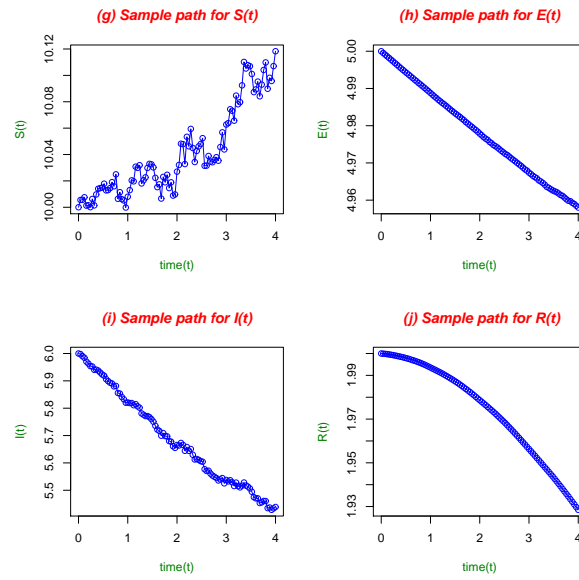 (g) Sample path for S(t)
S(t)
10.00
10.04
10.08
10.12
0 1 2 3 4
time(t)
(h) Sample path for E(t)
E(t)
4.96
4.97
4.98
4.99
5.00
0 1 2 3 4
time(t)
(i) Sample path for I(t)
I(t)
5.5
5.6
5.7
5.8
5.9
6.0
0 1 2 3 4
time(t)
(j) Sample path for R(t)
R(t)
1.93
1.95
1.97
1.99
0 1 2 3 4
time(t)